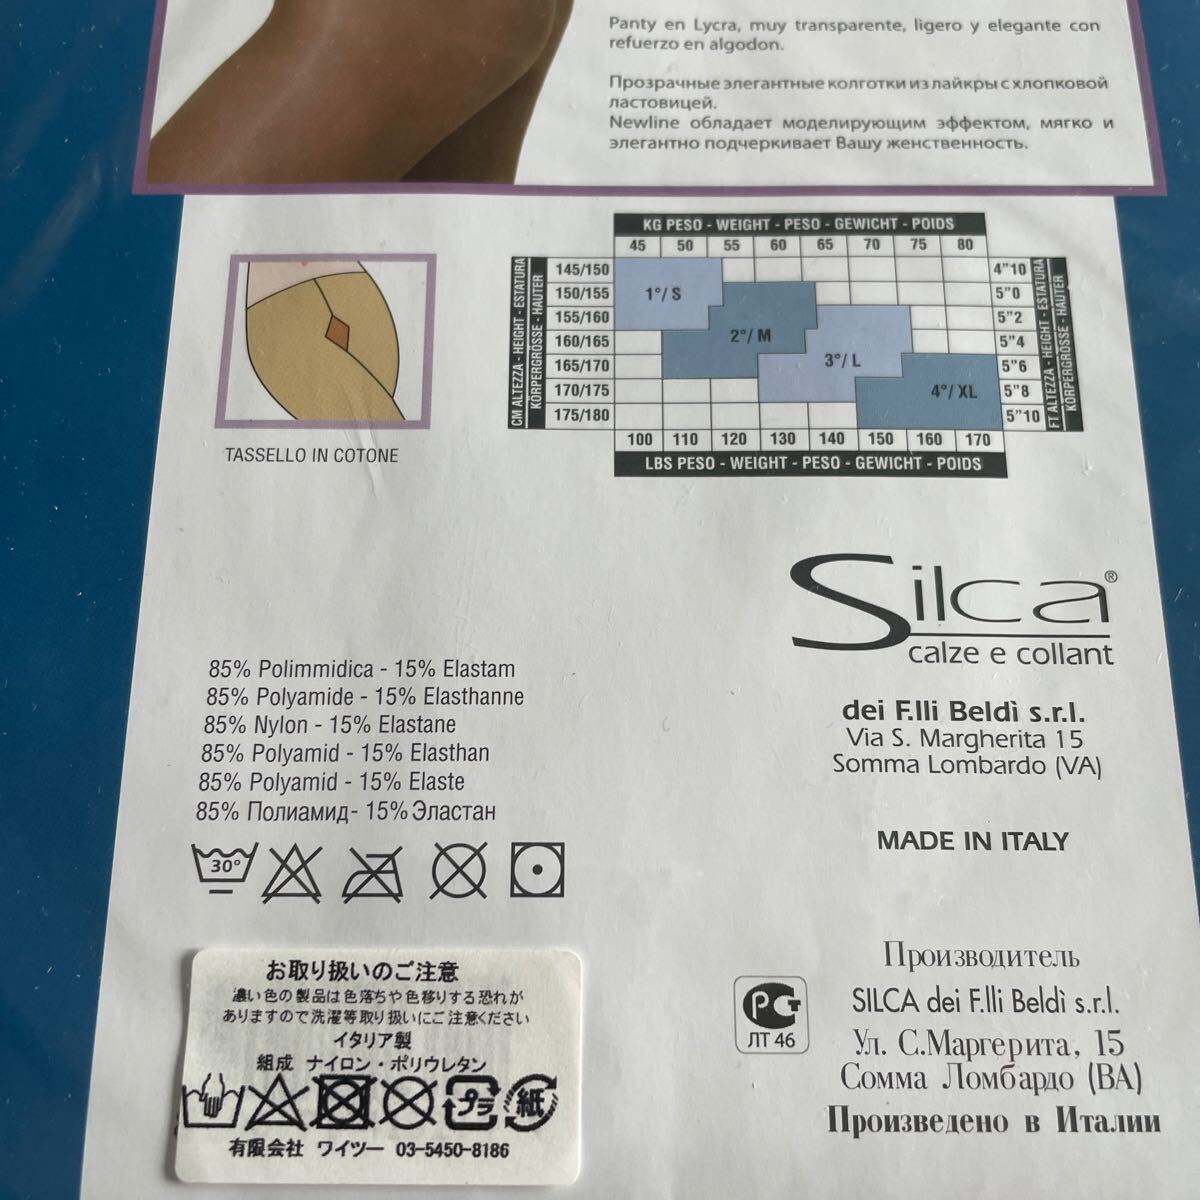 Panty en Lycra, muy transparente, ligero y elegante con
refuerzo en algodon.
Прозрачные элегантные колготки из лайкры с хлопковой
ластовицей.
Newline обладает моделирующим эффектом, мягко и
элегантно подчеркивает Вашу женственность.
TASSELLO IN COTONE
KG PESO - WEIGHT - PESO - GEWICHT - POIDS
45 50 55 60 65 70 75 80
CM ALTEZZA - HEIGHT - ESTATURA
KÖRPERGRÖSSE - HAUTER
145/150 4"10
150/155 1°/ S 5"0
155/160 5"2
160/165 2°/ M 5"4
165/170 3°/ L 5"6
170/175 4°/ XL 5"8
175/180 5"10
FT ALTEZZA - HEIGHT - ESTATURA
KÖRPERGRÖSSE - HAUTER
100 110 120 130 140 150 160 170
LBS PESO - WEIGHT - PESO - GEWICHT - POIDS
Silca®
calze e collant
dei F.lli Beldì s.r.l.
Via S. Margherita 15
Somma Lombardo (VA)
MADE IN ITALY
85% Polimmidica - 15% Elastam
85% Polyamide - 15% Elasthanne
85% Nylon - 15% Elastane
85% Polyamid - 15% Elasthan
85% Polyamid - 15% Elaste
85% Полиамид- 15% Эластан
30°
お取り扱いのご注意
濃い色の製品は色落ちや色移りする恐れが
ありますので洗濯等取り扱いにご注意ください
イタリア製
組成 ナイロン・ポリウレタン
プラ 紙
有限会社 ワイツー 03-5450-8186
РСТ
ЛТ 46
Производитель
SILCA dei F.lli Beldì s.r.l.
Ул. С.Маргерита, 15
Сомма Ломбардо (ВА)
Произведено в Италии